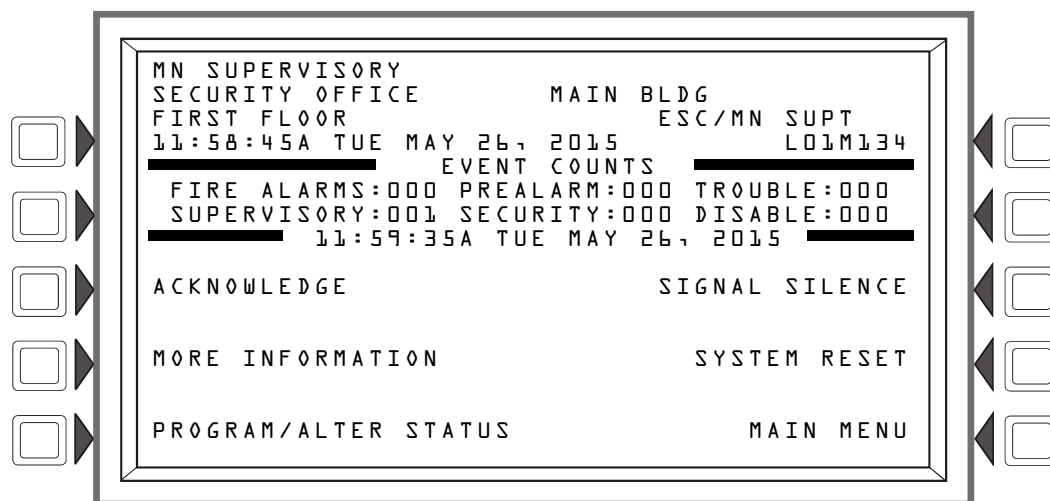 MN SUPERVISORY
SECURITY OFFICE MAIN BLDG
FIRST FLOOR ESC/MN SUPT
11:58:45A TUE MAY 26, 2015 L01M134
EVENT COUNTS
FIRE ALARMS:000 PREALARM:000 TROUBLE:000
SUPERVISORY:001 SECURITY:000 DISABLE:000
11:59:35A TUE MAY 26, 2015
ACKNOWLEDGE SIGNAL SILENCE
MORE INFORMATION SYSTEM RESET
PROGRAM/ALTER STATUS MAIN MENU